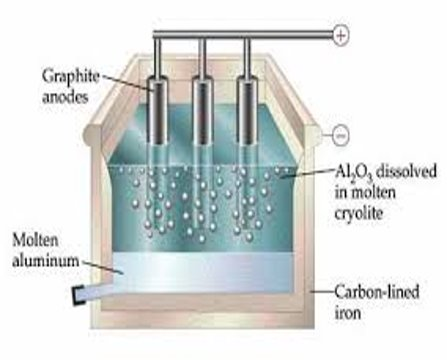 +
Graphite
anodes
−
Al₂O₃ dissolved
in molten
cryolite
Molten
aluminum
Carbon-lined
iron